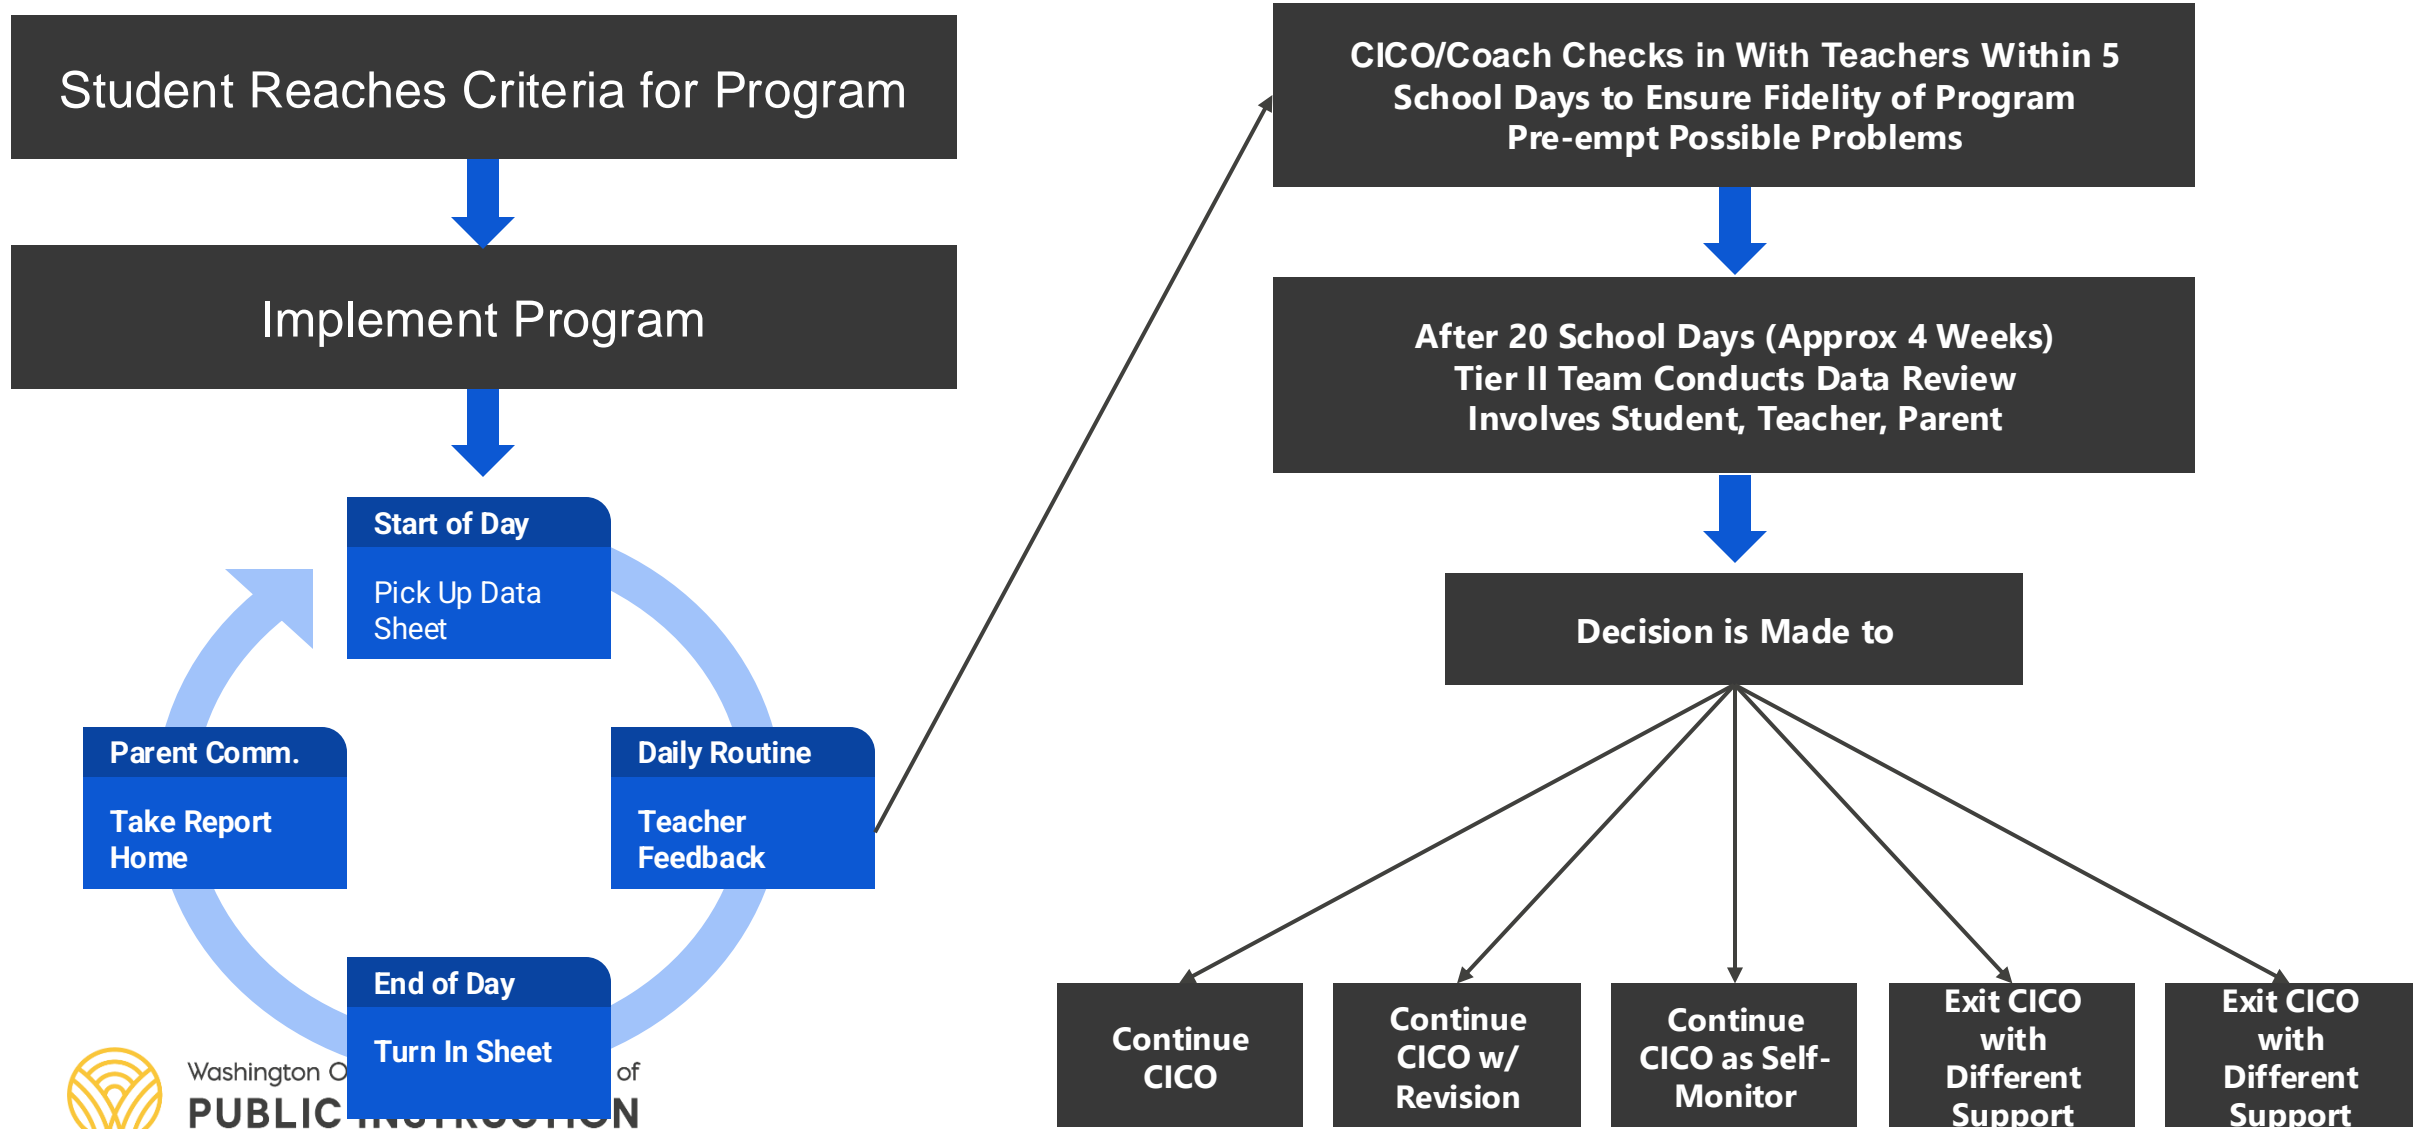 Student Reaches Criteria for Program
Implement Program
Start of Day
Pick Up Data
Sheet
Daily Routine
Teacher
Feedback
End of Day
Turn In Sheet
Parent Comm.
Take Report
Home
Washington O
of
PUBLIC
CICO/Coach Checks in With Teachers Within 5
School Days to Ensure Fidelity of Program
Pre-empt Possible Problems
After 20 School Days (Approx 4 Weeks)
Tier II Team Conducts Data Review
Involves Student, Teacher, Parent
Decision is Made to
Continue
CICO
Continue
CICO w/
Revision
Continue
CICO as Self-
Monitor
Exit CICO
with
Different
Support
Exit CICO
with
Different
Support